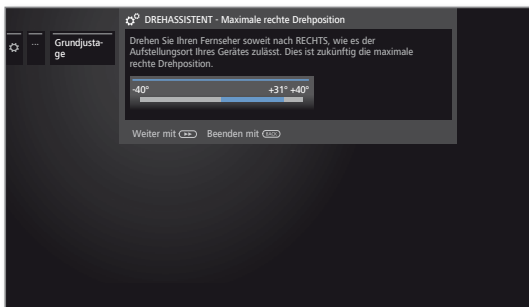 DREHASSISTENT - Maximale rechte Drehposition
... Grundjusta-
ge
Drehen Sie Ihren Fernseher soweit nach RECHTS, wie es der
Aufstellungsort Ihres Gerätes zulässt. Dies ist zukünftig die maximale
rechte Drehposition.
-40° +31° +40°
Weiter mit Beenden mit (BACK)